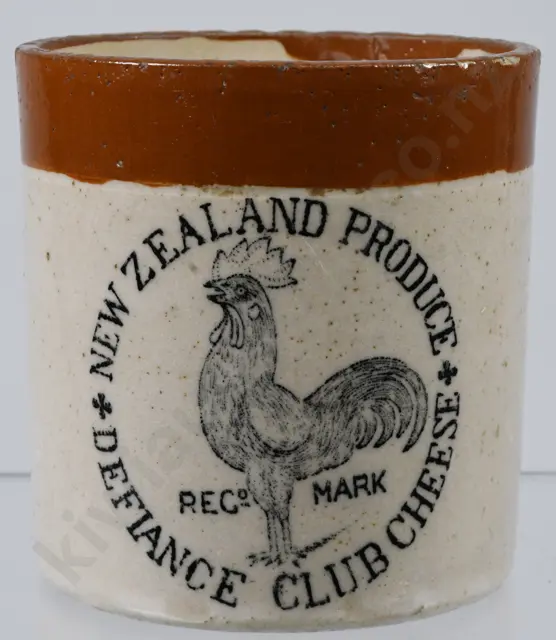 NEW ZEALAND PRODUCE
REGD MARK
DEFIANCE CLUB CHEESE